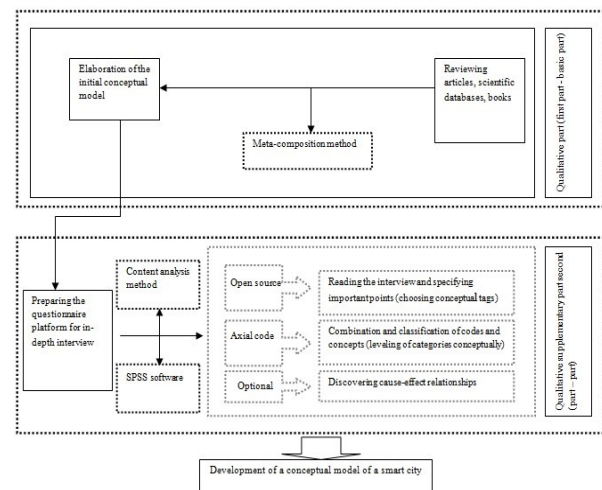 Elaboration of the
initial conceptual
model
Reviewing
articles, scientific
databases, books
Meta-composition method
Qualitative part (first part - basic part)
Content analysis
method
Preparing the
questionnaire
platform for in-
depth interview
SPSS software
Open source
Reading the interview and specifying
important points (choosing conceptual tags)
Axial code
Combination and classification of codes and
concepts (leveling of categories conceptually)
Optional
Discovering cause-effect relationships
Qualitative supplementary part second
(part – part)
Development of a conceptual model of a smart city